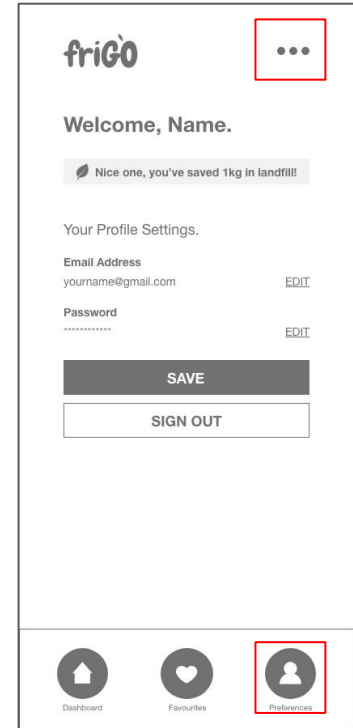 friGÒ
Welcome, Name.
Nice one, you've saved 1kg in landfill!
Your Profile Settings.
Email Address
yourname@gmail.com EDIT
Password
************ EDIT
SAVE
SIGN OUT
Dashboard Favourites Preferences